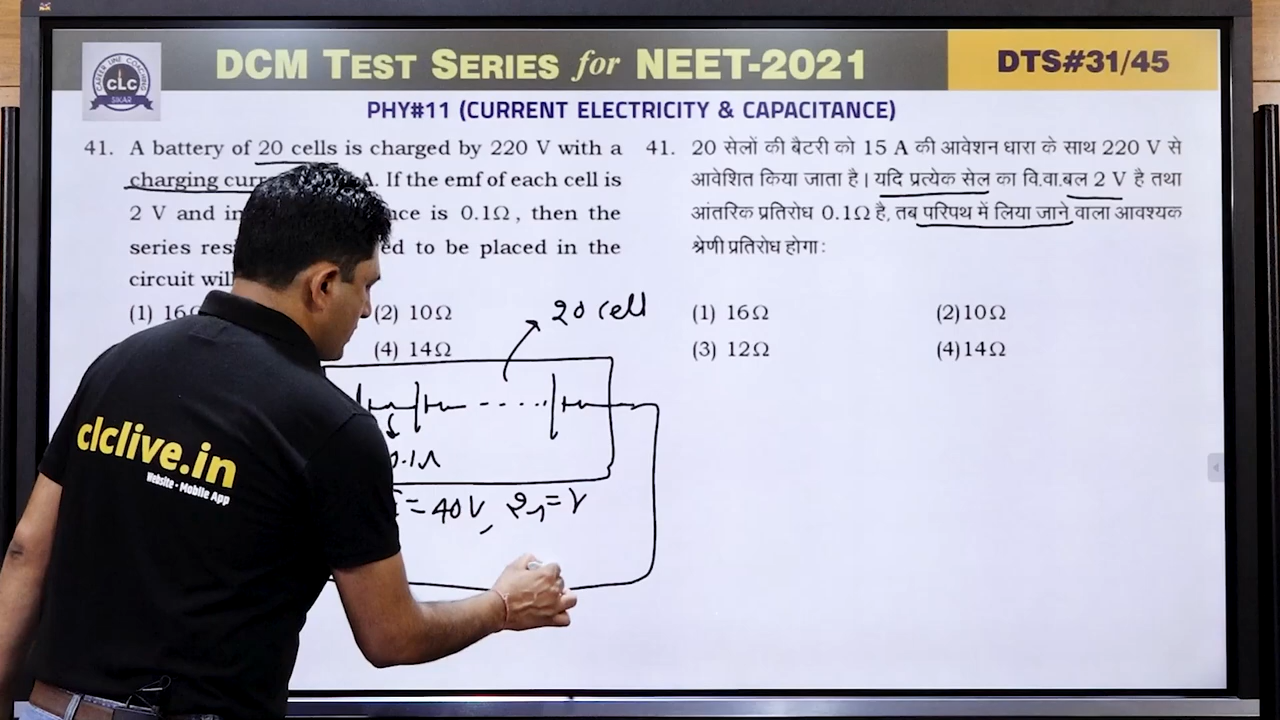 DCM TEST SERIES for NEET-2021
DTS#31/45
CAREER LINE COACHING
CLC
SIKAR
PHY#11 (CURRENT ELECTRICITY & CAPACITANCE)
41. A battery of 20 cells is charged by 220 V with a
charging A. If the emf of each cell is
2 V and is 0.1Ω, then the
series ed to be placed in the
circuit
(1) 16 (2) 10Ω
(4) 14Ω
41. 20 सेलों की बैटरी को 15 A की आवेशन धारा के साथ 220 V से
आवेशित किया जाता है। यदि प्रत्येक सेल का वि.वा.बल 2 V है तथा
आंतरिक प्रतिरोध 0.1Ω है, तब परिपथ में लिया जाने वाला आवश्यक
श्रेणी प्रतिरोध होगा:
(1) 16Ω (2)10Ω
(3) 12Ω (4)14Ω
20 cell
0.1Ω
= 40V,
clclive.in
Website - Mobile App